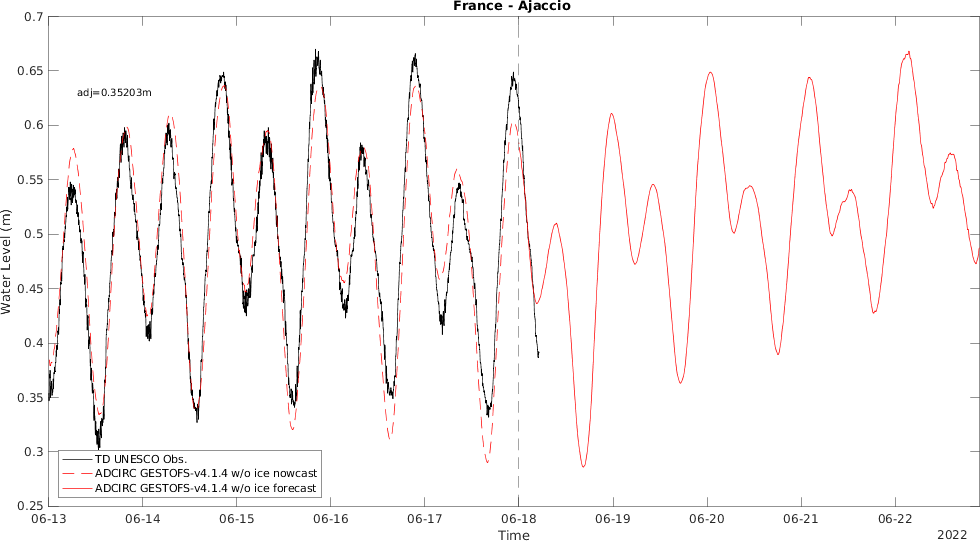 France - Ajaccio
0.7
0.65
0.6
0.55
0.5
0.45
0.4
0.35
0.3
0.25
Water Level (m)
adj=0.35203m
TD UNESCO Obs.
ADCIRC GESTOFS-v4.1.4 w/o ice nowcast
ADCIRC GESTOFS-v4.1.4 w/o ice forecast
06-13 06-14 06-15 06-16 06-17 06-18 06-19 06-20 06-21 06-22
Time
2022